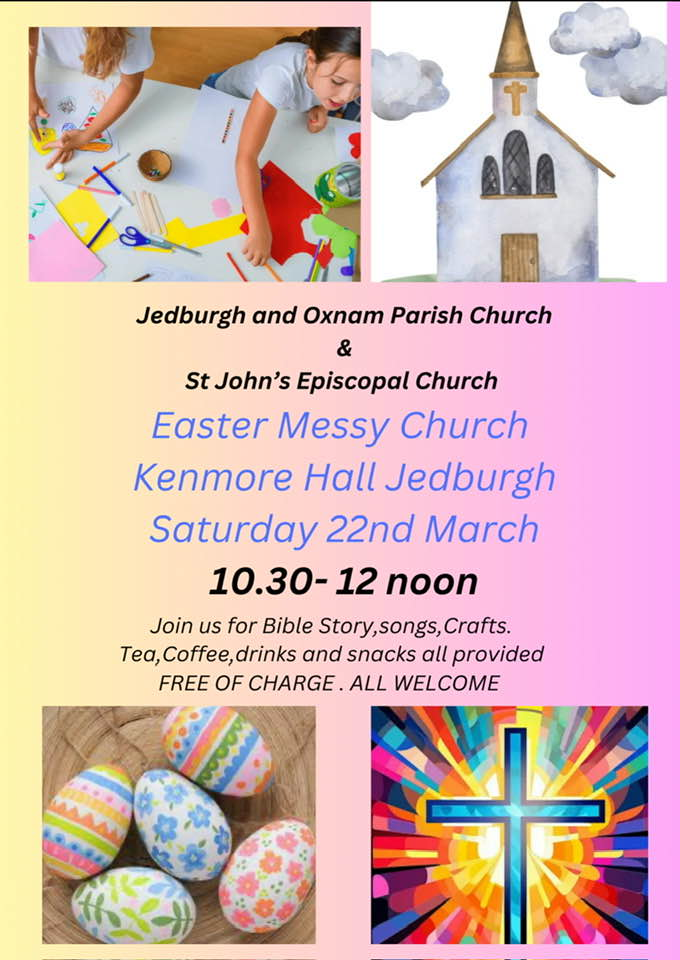 Jedburgh and Oxnam Parish Church
&
St John's Episcopal Church
Easter Messy Church
Kenmore Hall Jedburgh
Saturday 22nd March
10.30- 12 noon
Join us for Bible Story,songs,Crafts.
Tea,Coffee,drinks and snacks all provided
FREE OF CHARGE . ALL WELCOME